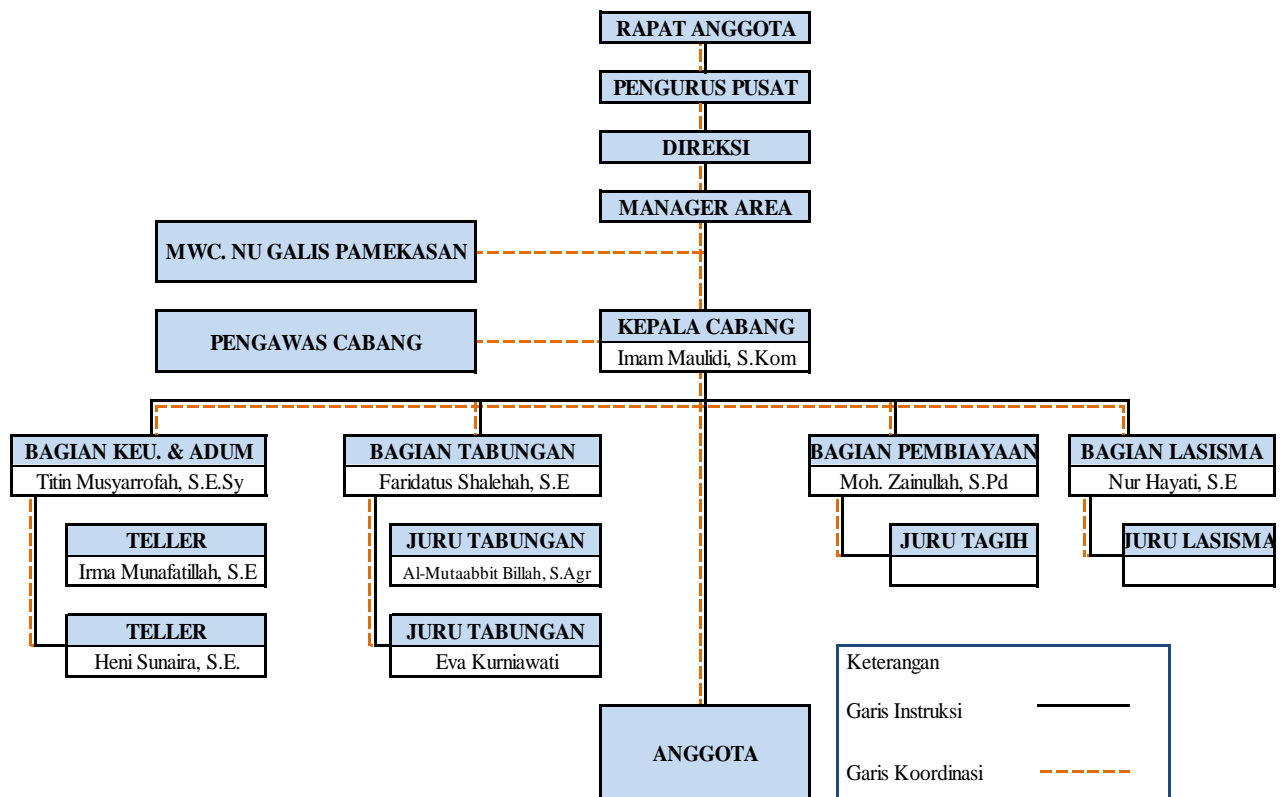 RAPAT ANGGOTA
PENGURUS PUSAT
DIREKSI
MANAGER AREA
MWC. NU GALIS PAMEKASAN
PENGAWAS CABANG
KEPALA CABANG
Imam Maulidi, S.Kom
BAGIAN KEU. & ADUM
Titin Musyarrofah, S.E.Sy
TELLER
Irma Munafatillah, S.E
TELLER
Heni Sunaira, S.E.
BAGIAN TABUNGAN
Faridatus Shalehah, S.E
JURU TABUNGAN
Al-Mutaabbit Billah, S.Agr
JURU TABUNGAN
Eva Kurniawati
BAGIAN PEMBIAYAAN
Moh. Zainullah, S.Pd
JURU TAGIH
BAGIAN LASISMA
Nur Hayati, S.E
JURU LASISMA
ANGGOTA
Keterangan
Garis Instruksi
Garis Koordinasi